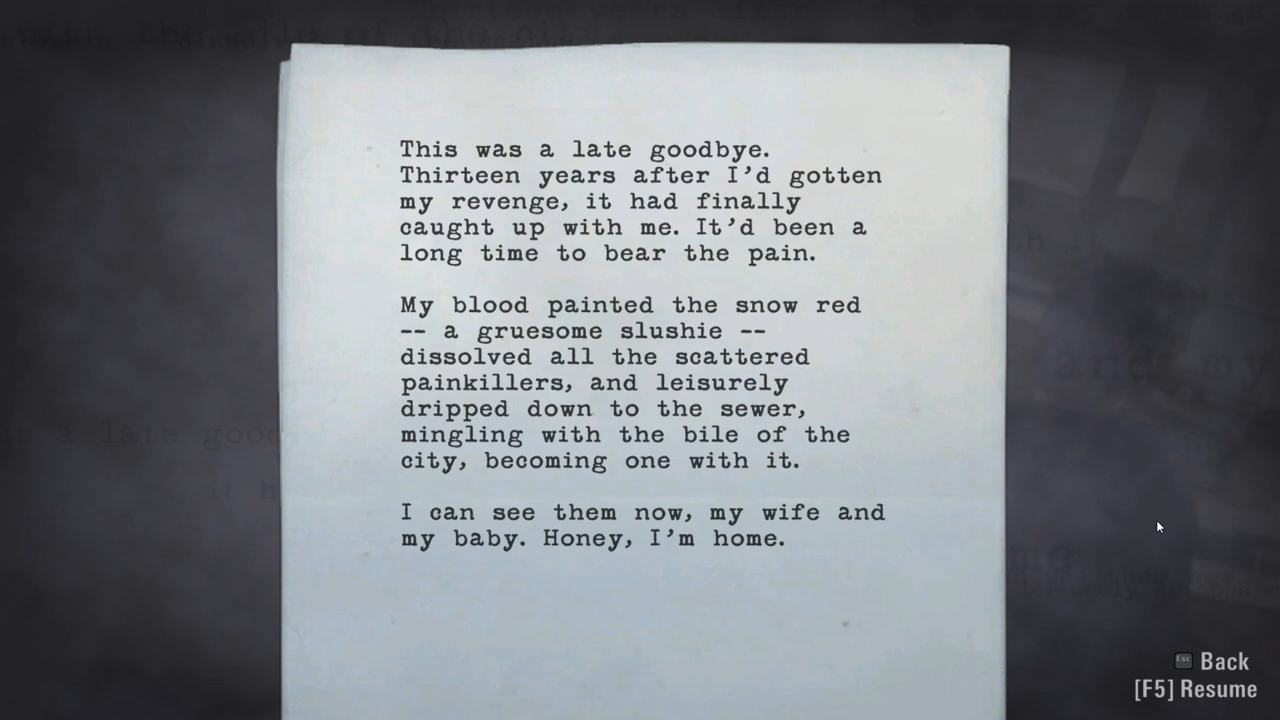 This was a late goodbye.
Thirteen years after I'd gotten
my revenge, it had finally
caught up with me. It'd been a
long time to bear the pain.
My blood painted the snow red
-- a gruesome slushie --
dissolved all the scattered
painkillers, and leisurely
dripped down to the sewer,
mingling with the bile of the
city, becoming one with it.
I can see them now, my wife and
my baby. Honey, I'm home.
Esc Back
[F5] Resume